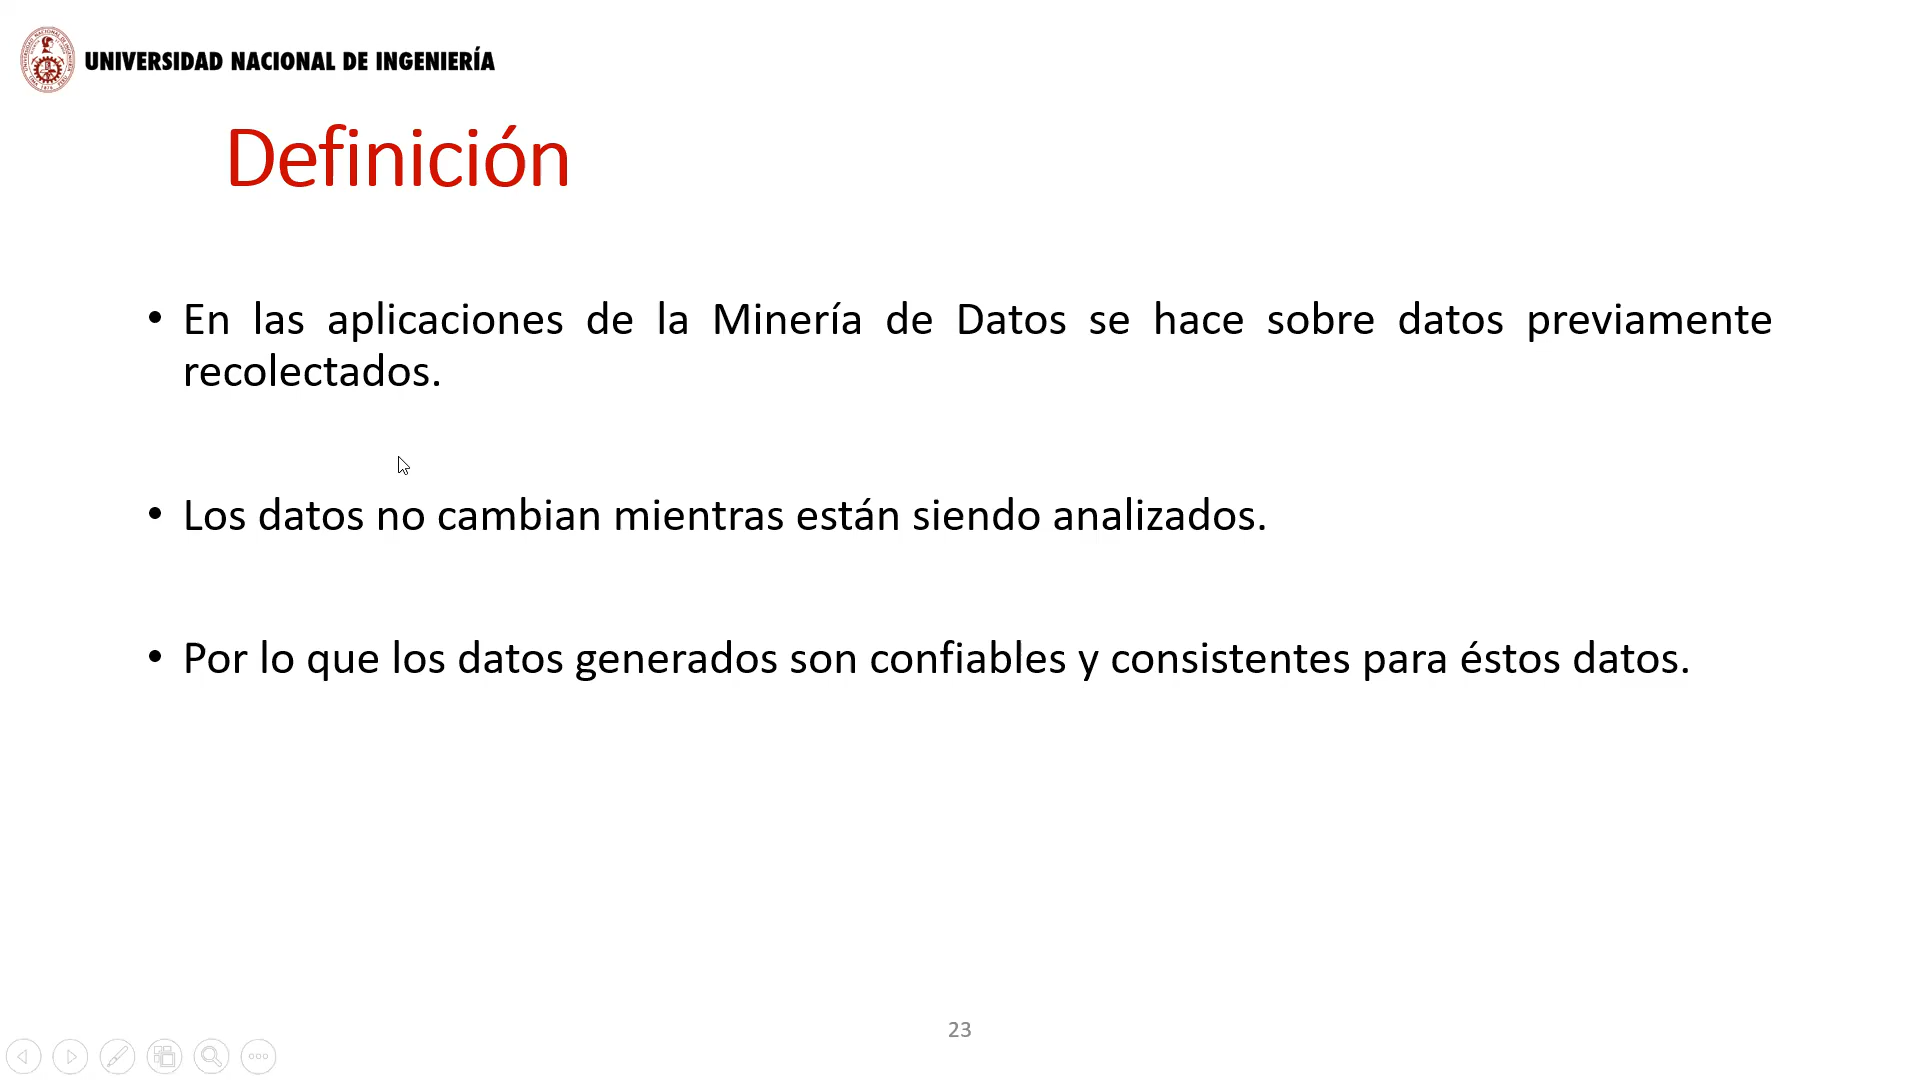 UNIVERSIDAD NACIONAL DE INGENIERÍA
Definición
• En las aplicaciones de la Minería de Datos se hace sobre datos previamente
recolectados.
• Los datos no cambian mientras están siendo analizados.
• Por lo que los datos generados son confiables y consistentes para éstos datos.
23